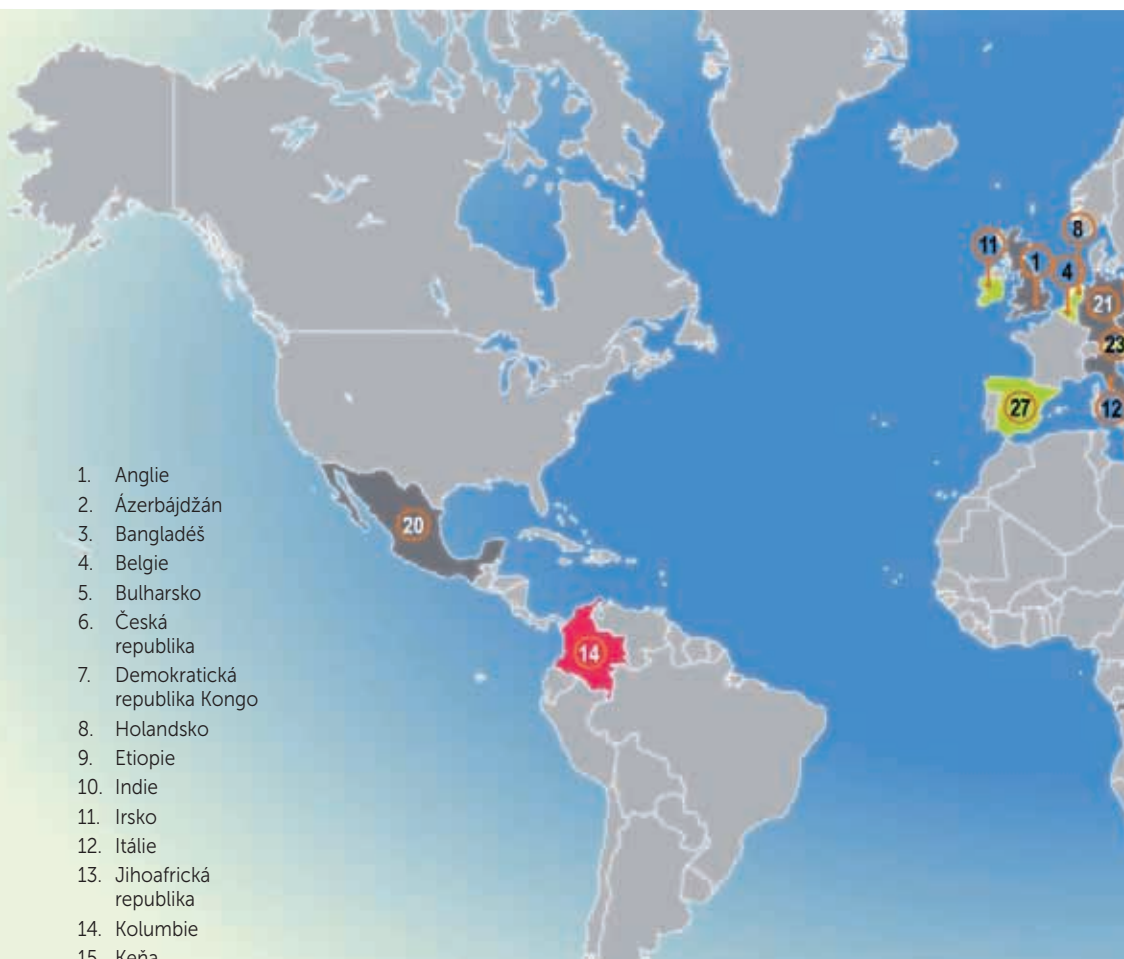 11
1
8
4
21
23
27
12
20
14
1. Anglie
2. Ázerbájdžán
3. Bangladéš
4. Belgie
5. Bulharsko
6. Česká
republika
7. Demokratická
republika Kongo
8. Holandsko
9. Etiopie
10. Indie
11. Irsko
12. Itálie
13. Jihoafrická
republika
14. Kolumbie
15. Keňa